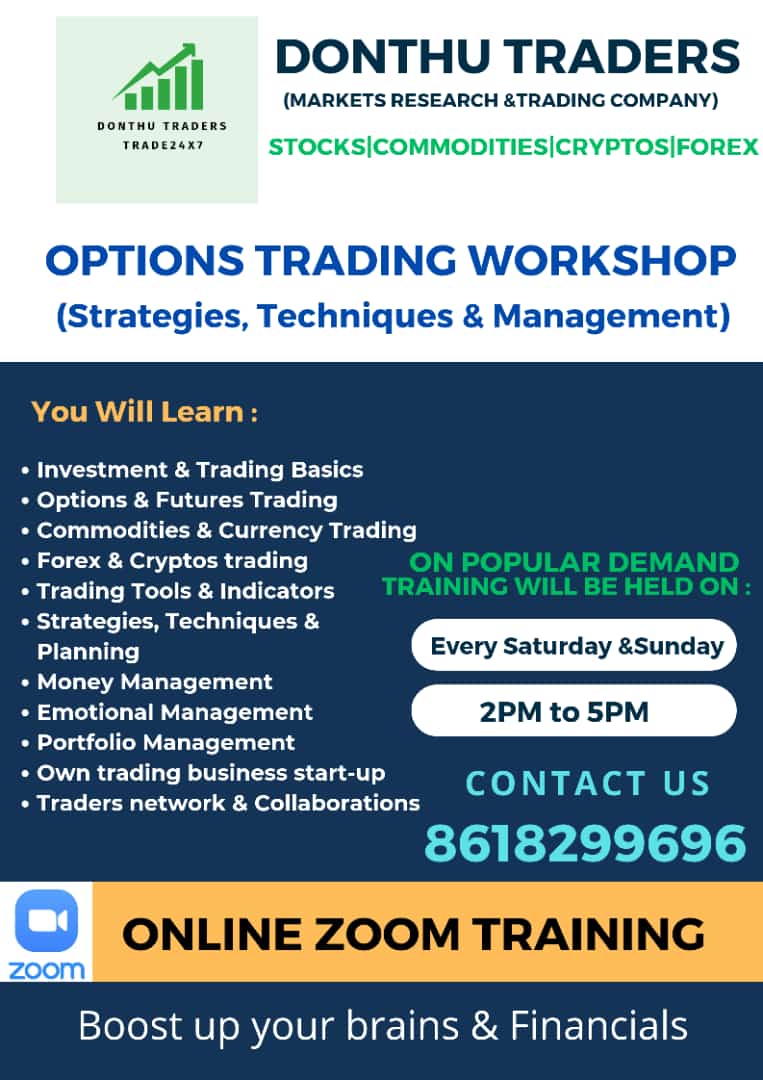 DONTHU TRADERS
TRADE24X7
DONTHU TRADERS
(MARKETS RESEARCH &TRADING COMPANY)
STOCKS|COMMODITIES|CRYPTOS|FOREX
OPTIONS TRADING WORKSHOP
(Strategies, Techniques & Management)
You Will Learn :
• Investment & Trading Basics
• Options & Futures Trading
• Commodities & Currency Trading
• Forex & Cryptos trading
• Trading Tools & Indicators
• Strategies, Techniques &
Planning
• Money Management
• Emotional Management
• Portfolio Management
• Own trading business start-up
• Traders network & Collaborations
ON POPULAR DEMAND
TRAINING WILL BE HELD ON :
Every Saturday &Sunday
2PM to 5PM
CONTACT US
8618299696
zoom
ONLINE ZOOM TRAINING
Boost up your brains & Financials